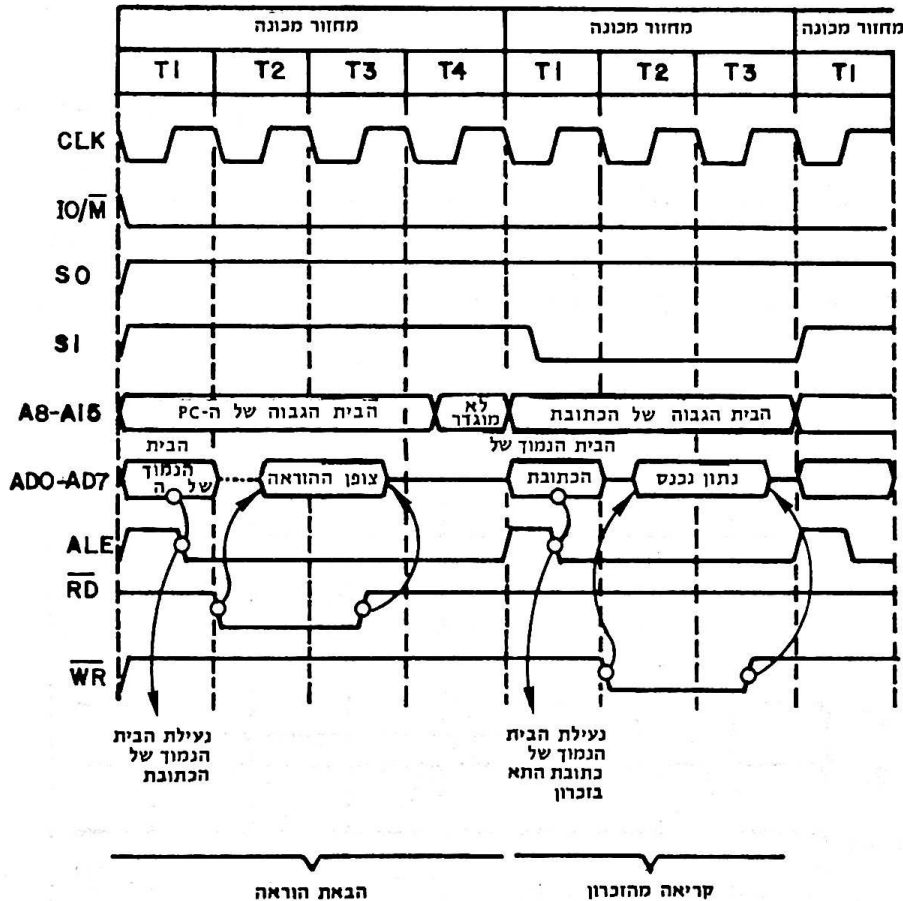 מחזור מכונה
מחזור מכונה
מחזור מכונה
T1 T2 T3 T4 T1 T2 T3 T1
CLK
IO/M̅
S0
S1
A8-A15
הבית הגבוה של ה-PC
לא
מוגדר
הבית הגבוה של הכתובת
AD0-AD7
הבית
הנמוך
של ה
צופן ההוראה
הבית הנמוך של
הכתובת
נתון נכנס
ALE
R̅D̅
W̅R̅
נעילת הבית
הנמוך של
הכתובת
נעילת הבית
הנמוך של
כתובת התא
בזכרון
הבאת הוראה
קריאה מהזכרון